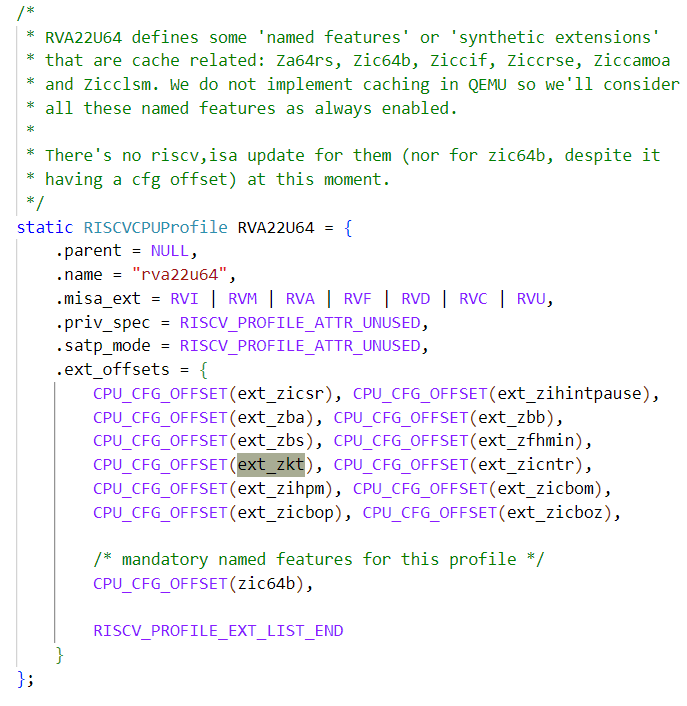 /*
 * RVA22U64 defines some 'named features' or 'synthetic extensions'
 * that are cache related: Za64rs, Zic64b, Ziccif, Ziccrse, Ziccamoa
 * and Zicclsm. We do not implement caching in QEMU so we'll consider
 * all these named features as always enabled.
 *
 * There's no riscv,isa update for them (nor for zic64b, despite it
 * having a cfg offset) at this moment.
 */
static RISCVCPUProfile RVA22U64 = {
    .parent = NULL,
    .name = "rva22u64",
    .misa_ext = RVI | RVM | RVA | RVF | RVD | RVC | RVU,
    .priv_spec = RISCV_PROFILE_ATTR_UNUSED,
    .satp_mode = RISCV_PROFILE_ATTR_UNUSED,
    .ext_offsets = {
        CPU_CFG_OFFSET(ext_zicsr), CPU_CFG_OFFSET(ext_zihintpause),
        CPU_CFG_OFFSET(ext_zba), CPU_CFG_OFFSET(ext_zbb),
        CPU_CFG_OFFSET(ext_zbs), CPU_CFG_OFFSET(ext_zfhmin),
        CPU_CFG_OFFSET(ext_zkt), CPU_CFG_OFFSET(ext_zicntr),
        CPU_CFG_OFFSET(ext_zihpm), CPU_CFG_OFFSET(ext_zicbom),
        CPU_CFG_OFFSET(ext_zicbop), CPU_CFG_OFFSET(ext_zicboz),

        /* mandatory named features for this profile */
        CPU_CFG_OFFSET(zic64b),

        RISCV_PROFILE_EXT_LIST_END
    }
};